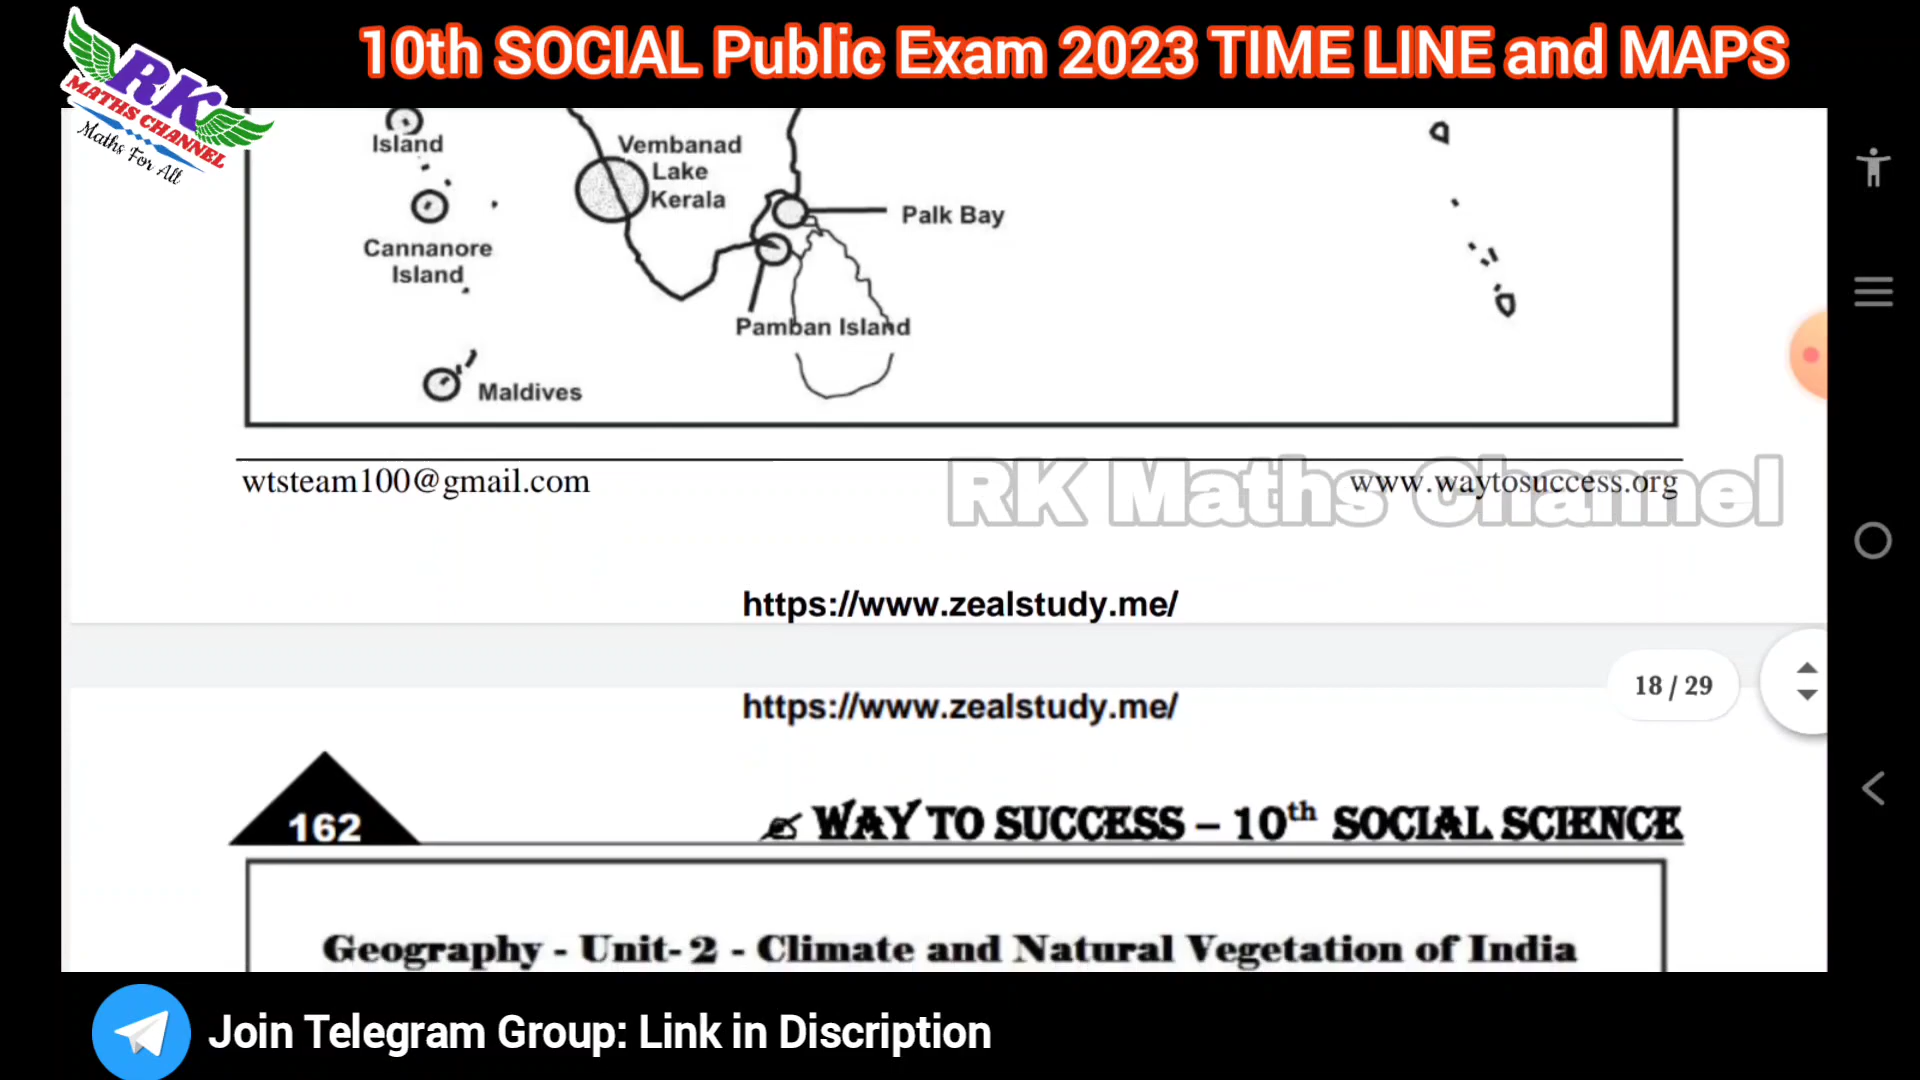 10th SOCIAL Public Exam 2023 TIME LINE and MAPS
RK
MATHS CHANNEL
Maths For All
Island
Vembanad
Lake
Kerala
Palk Bay
Cannanore
Island
Pamban Island
Maldives
wtsteam100@gmail.com
www.waytosuccess.org
RK Maths Channel
https://www.zealstudy.me/
18 / 29
https://www.zealstudy.me/
162
WAY TO SUCCESS – 10th SOCIAL SCIENCE
Geography - Unit- 2 - Climate and Natural Vegetation of India
Join Telegram Group: Link in Discription